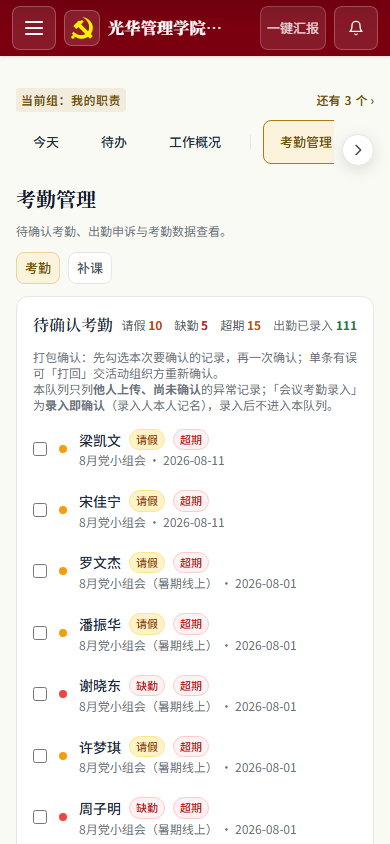 光华管理学院…
一键汇报
当前组：我的职责
还有 3 个 ›
今天
待办
工作概况
考勤管理
考勤管理
待确认考勤、出勤申诉与考勤数据查看。
考勤
补课
待确认考勤 请假 10 缺勤 5 超期 15 出勤已录入 111
打包确认：先勾选本次要确认的记录，再一次确认；单条有误
可「打回」交活动组织方重新确认。
本队列只列他人上传、尚未确认的异常记录；「会议考勤录入」
为录入即确认（录入人本人记名），录入后不进入本队列。
梁凯文 请假 超期
8月党小组会 · 2026-08-11
宋佳宁 请假 超期
8月党小组会 · 2026-08-11
罗文杰 请假 超期
8月党小组会（暑期线上） · 2026-08-01
潘振华 请假 超期
8月党小组会（暑期线上） · 2026-08-01
谢晓东 缺勤 超期
8月党小组会（暑期线上） · 2026-08-01
许梦琪 请假 超期
8月党小组会（暑期线上） · 2026-08-01
周子明 缺勤 超期
8月党小组会（暑期线上） · 2026-08-01